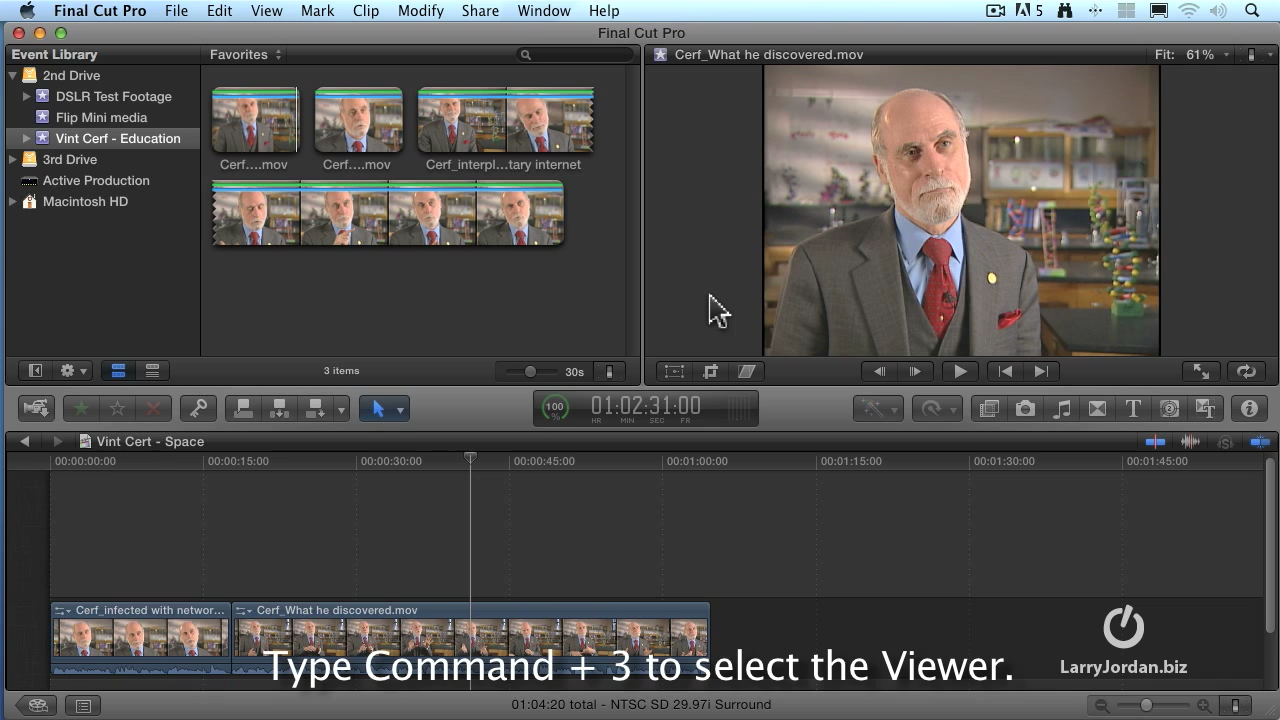 Final Cut Pro File Edit View Mark Clip Modify Share Window Help 5
Final Cut Pro
Event Library
Favorites
Cerf_What he discovered.mov
Fit: 61%
2nd Drive
DSLR Test Footage
Flip Mini media
Vint Cerf - Education
3rd Drive
Active Production
Macintosh HD
Cerf....mov
Cerf....mov
Cerf_interpl...tary internet
3 items
30s
100
%
01:02:31:00
HR MIN SEC FR
Vint Cert - Space
00:00:00:00
00:00:15:00
00:00:30:00
00:00:45:00
00:01:00:00
00:01:15:00
00:01:30:00
00:01:45:00
Cerf_infected with networ...
Cerf_What he discovered.mov
Type Command + 3 to select the Viewer.
LarryJordan.biz
01:04:20 total - NTSC SD 29.97i Surround